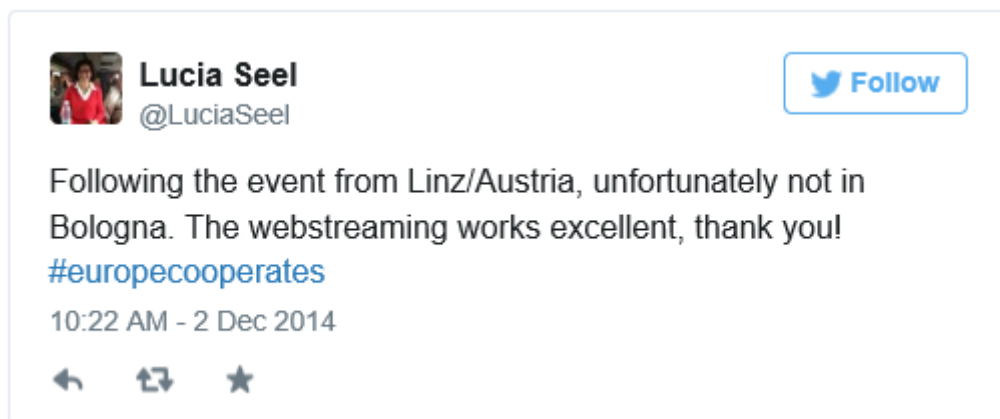 Lucia Seel
@LuciaSeel
Follow
Following the event from Linz/Austria, unfortunately not in
Bologna. The webstreaming works excellent, thank you!
#europecooperates
10:22 AM - 2 Dec 2014